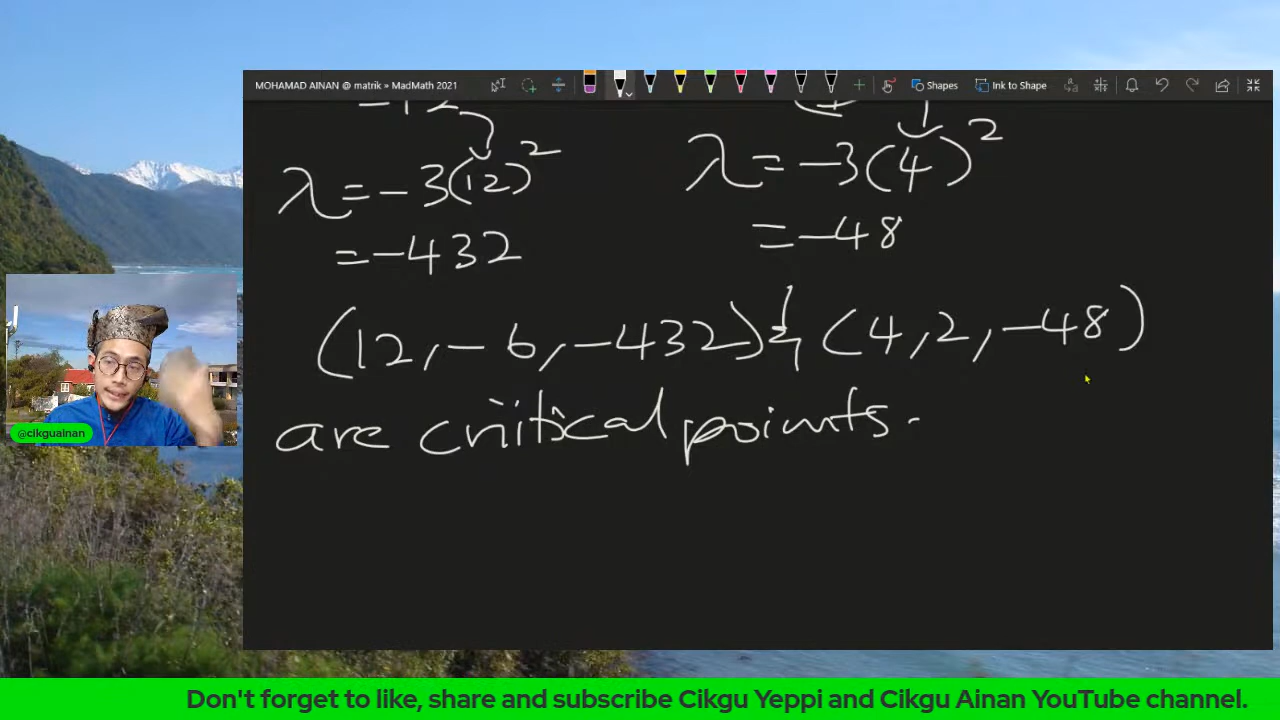 MOHAMAD AINAN @ matrik » MadMath 2021
Shapes
Ink to Shape
=-12
λ=-3(12)²
=-432
λ=-3(4)²
=-48
(12,-6,-432) & (4,2,-48)
are critical points.
@cikguainan
Don't forget to like, share and subscribe Cikgu Yeppi and Cikgu Ainan YouTube channel.